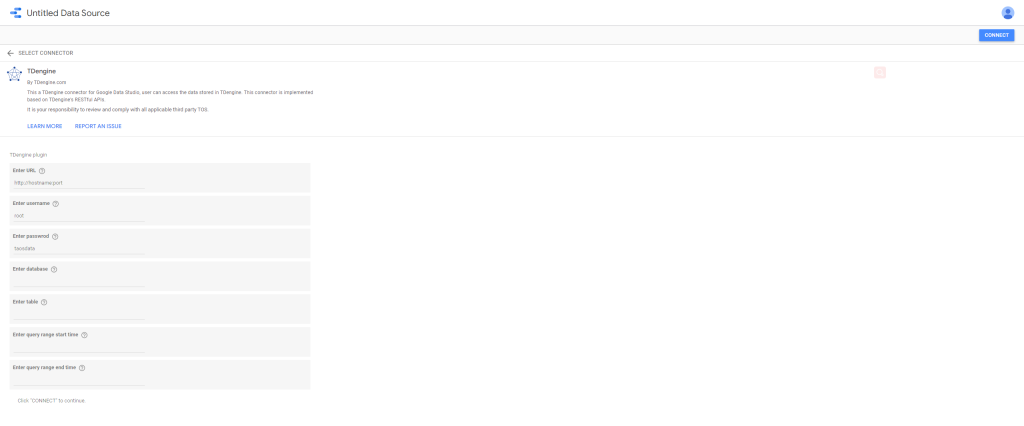 Untitled Data Source
CONNECT
SELECT CONNECTOR
TDengine
By TDengine.com
This a TDengine connector for Google Data Studio, user can access the data stored in TDengine. This connector is implemented
based on TDengine's RESTful APIs.
It is your responsibility to review and comply with all applicable third party TOS.
LEARN MORE REPORT AN ISSUE
TDengine plugin
Enter URL
http://hostname:port
Enter username
root
Enter password
taosdata
Enter database
Enter table
Enter query range start time
Enter query range end time
Click "CONNECT" to continue.